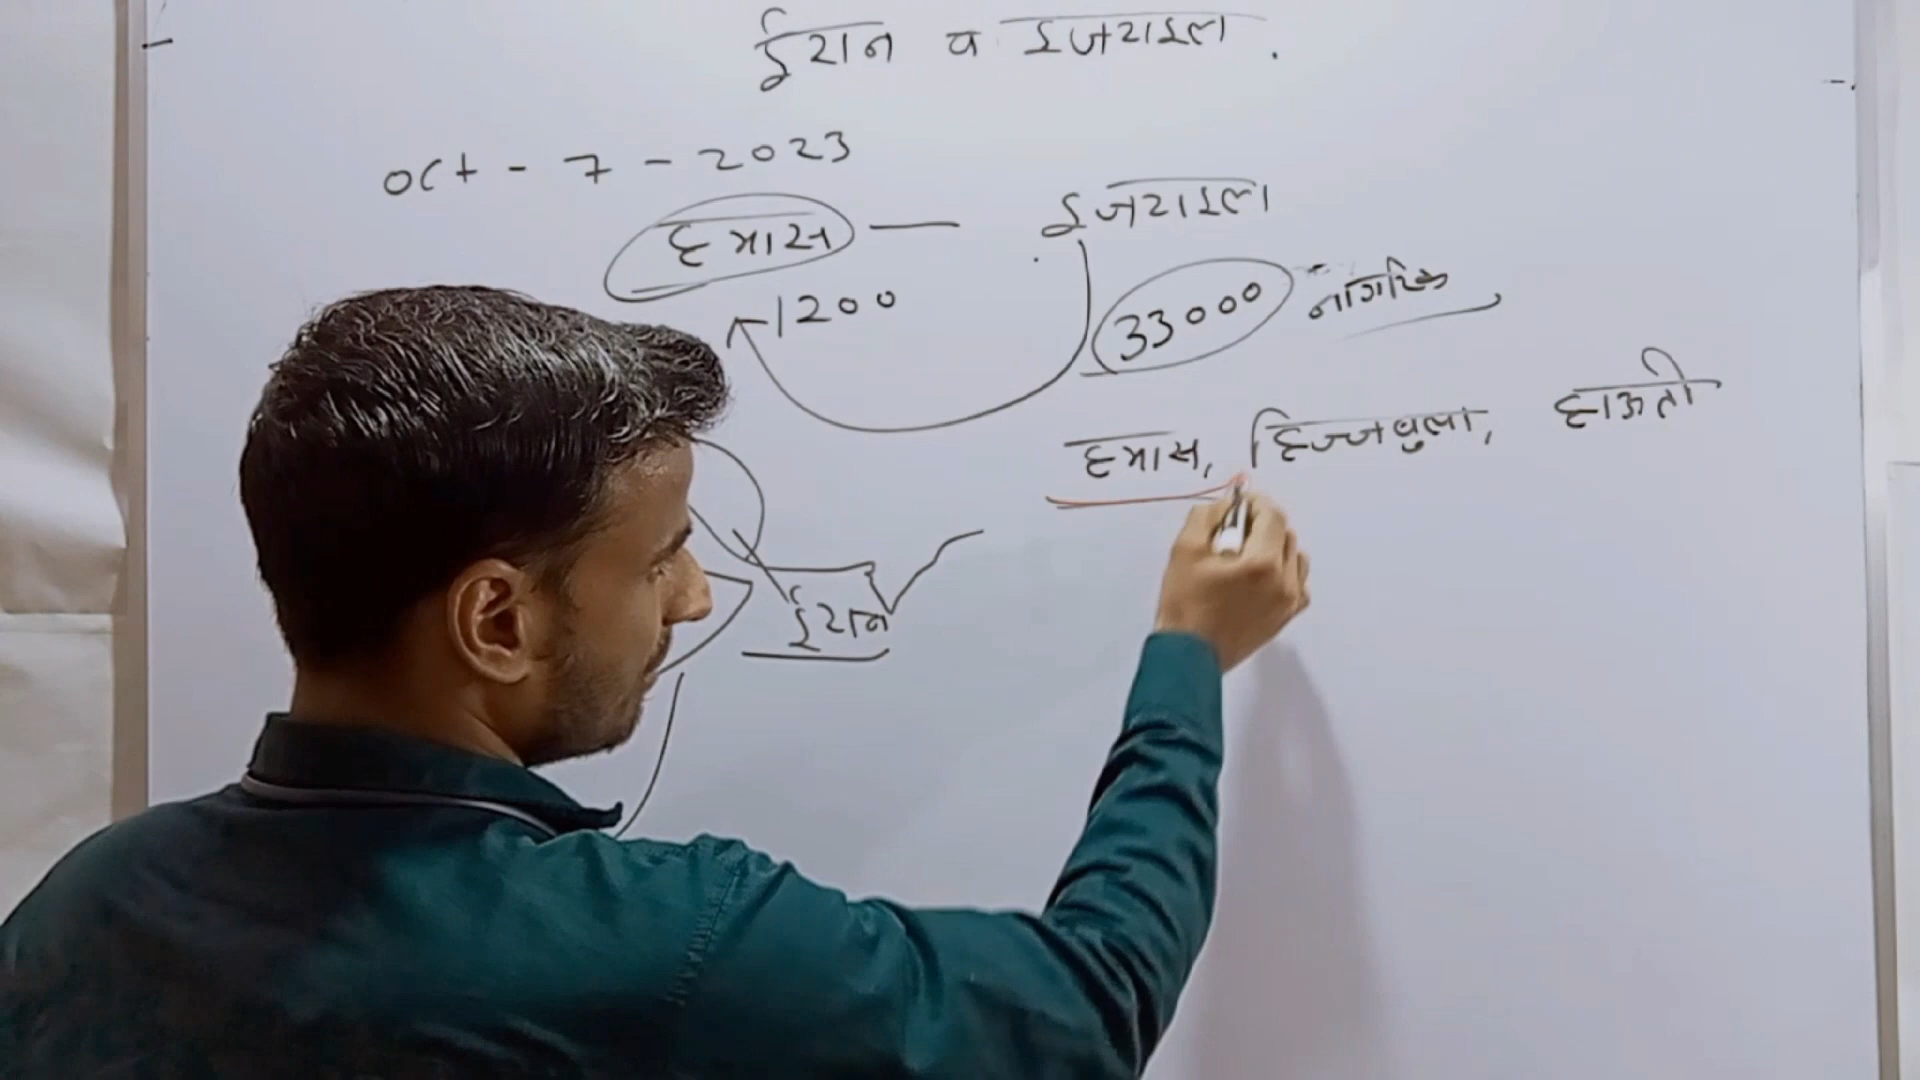 ईरान व इजराइल.
oct - 7 - 2023
हमास — इजराइल
1200 33000 नागरिक
हमास, हिज्जबुला, हाऊती
ईरान